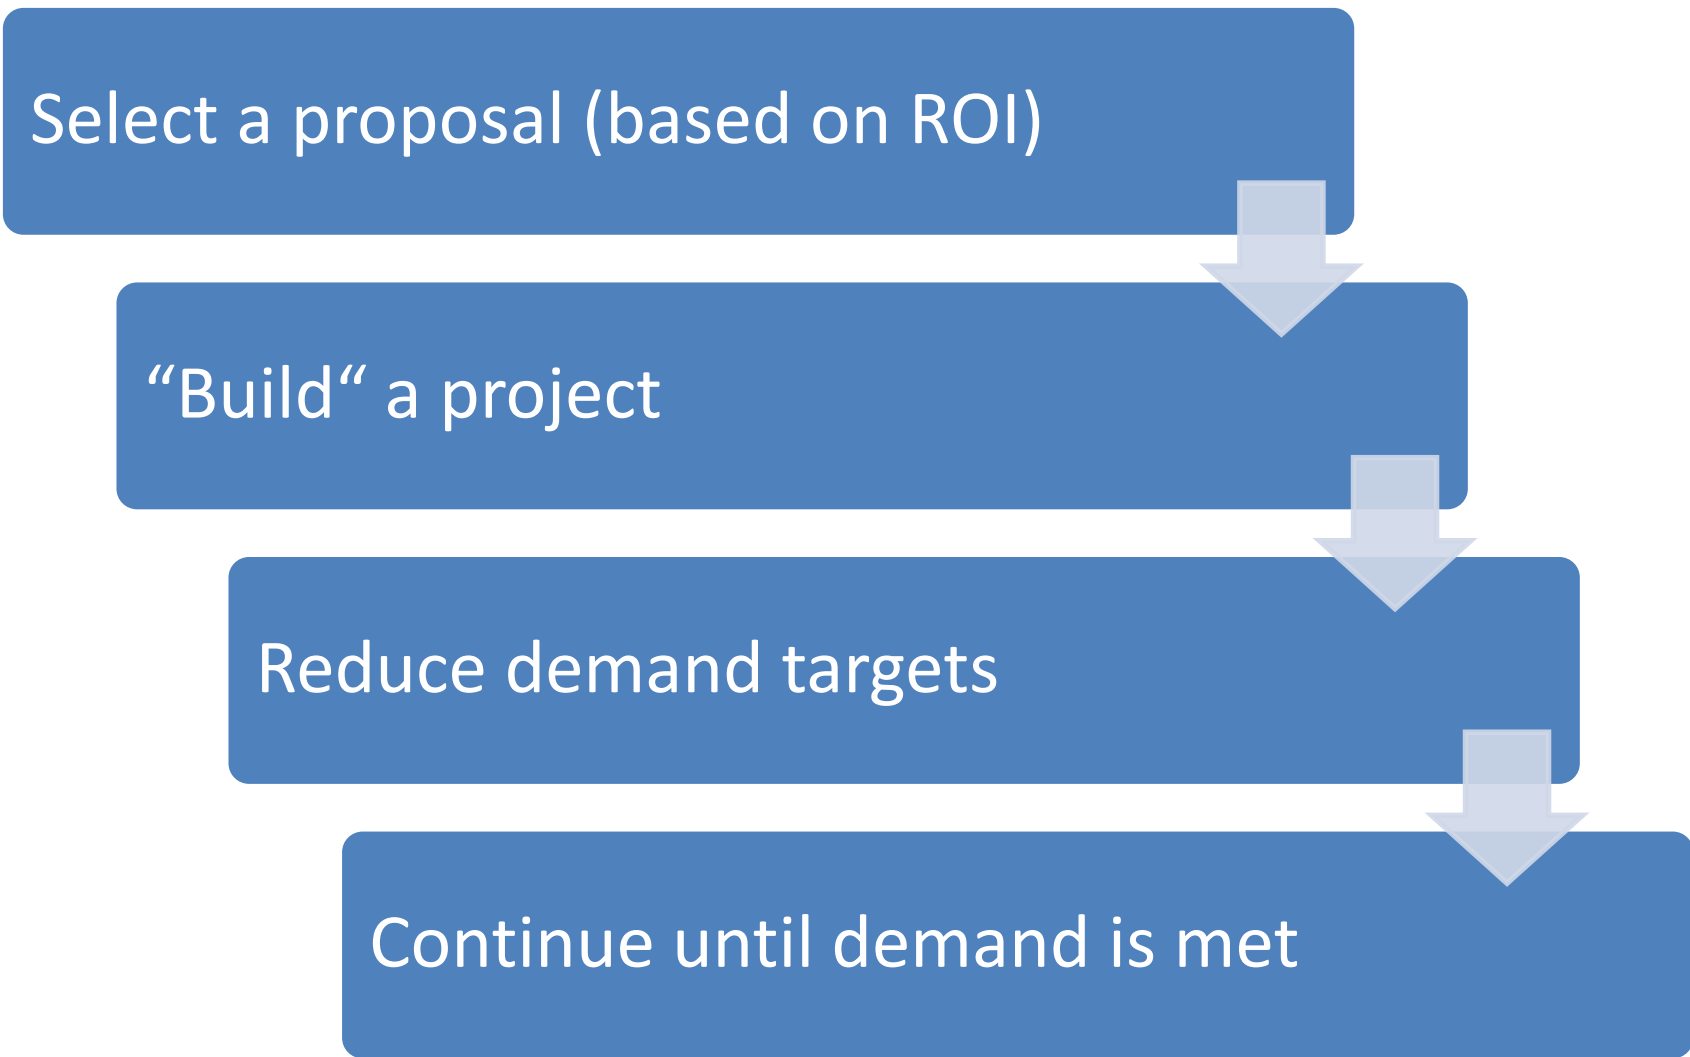 Select a proposal (based on ROI)
“Build“ a project
Reduce demand targets
Continue until demand is met